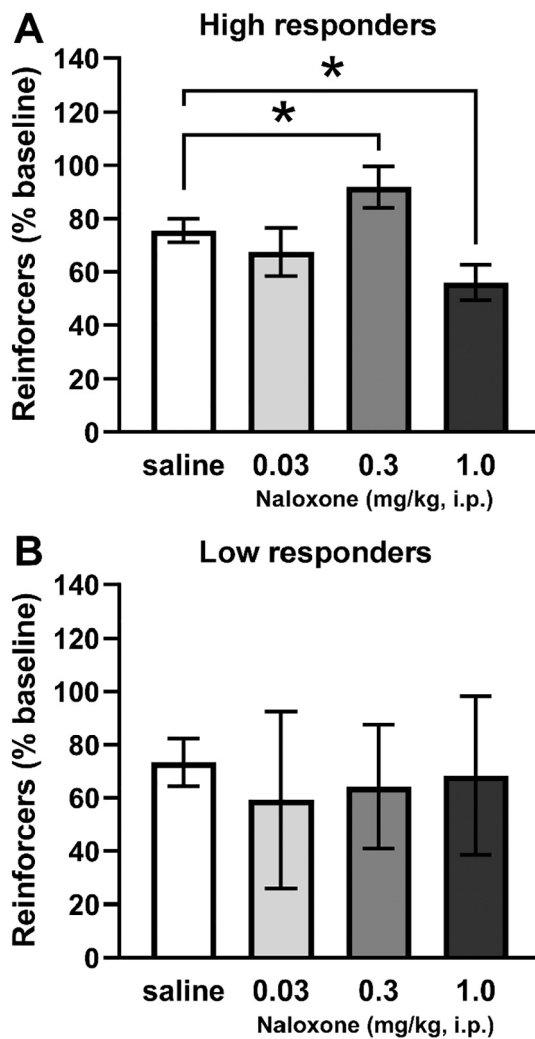 A
High responders
Reinforcers (% baseline)
140
120
100
80
60
40
20
0
*
*
saline 0.03 0.3 1.0
Naloxone (mg/kg, i.p.)
B
Low responders
Reinforcers (% baseline)
140
120
100
80
60
40
20
0
saline 0.03 0.3 1.0
Naloxone (mg/kg, i.p.)